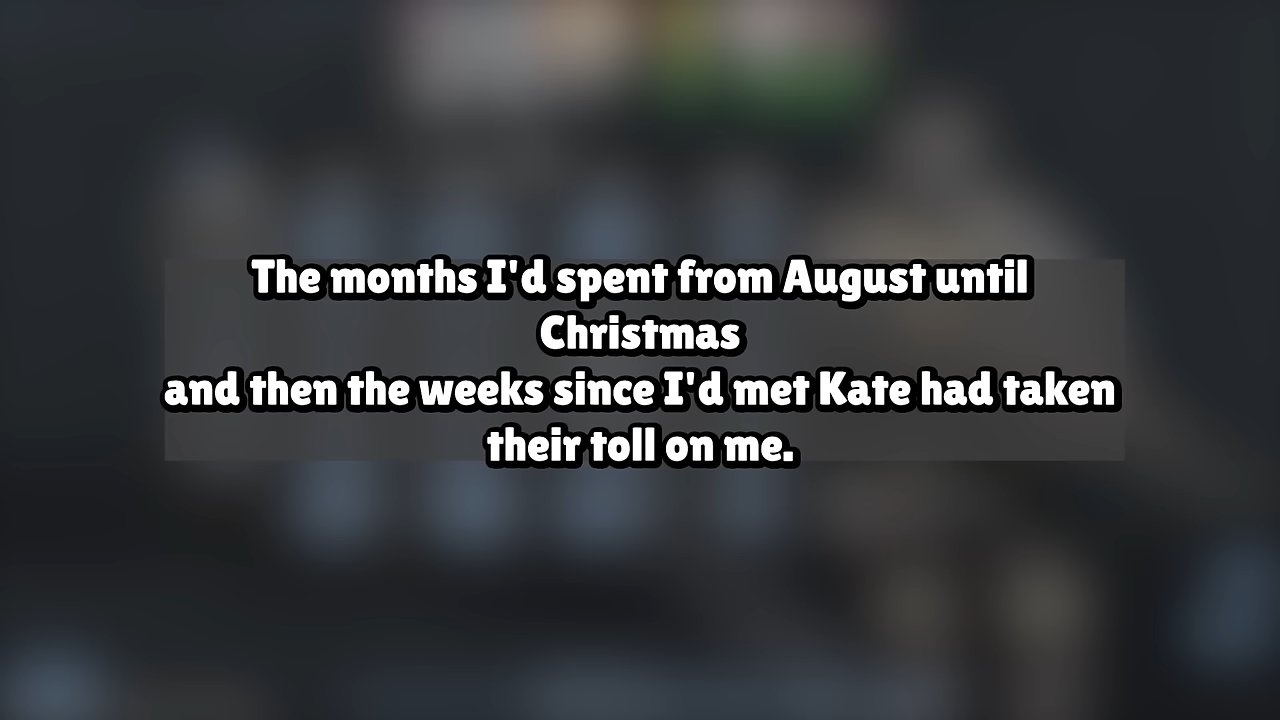 The months I'd spent from August until
Christmas
and then the weeks since I'd met Kate had taken
their toll on me.